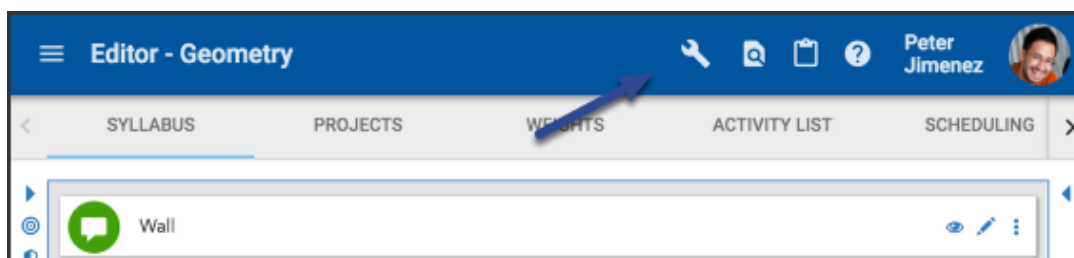 Editor - Geometry
Peter
Jimenez
SYLLABUS PROJECTS WEIGHTS ACTIVITY LIST SCHEDULING
Wall